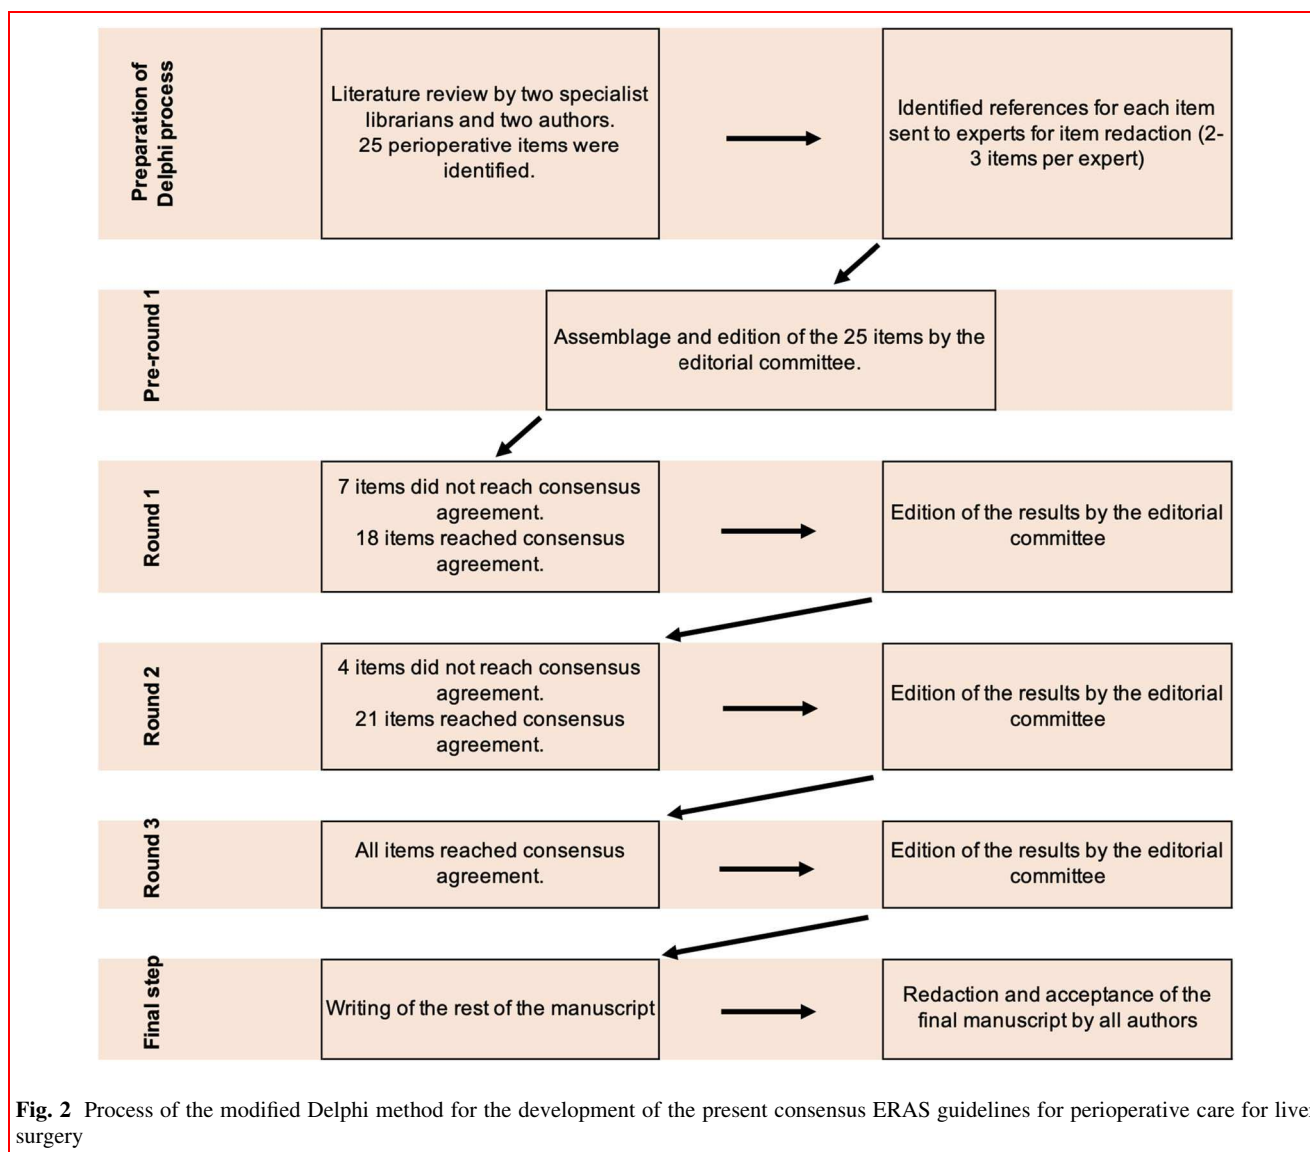 Preparation of
Delphi process
Literature review by two specialist
librarians and two authors.
25 perioperative items were
identified.
Identified references for each item
sent to experts for item redaction (2-
3 items per expert)
Pre-round 1
Assemblage and edition of the 25 items by the
editorial committee.
Round 1
7 items did not reach consensus
agreement.
18 items reached consensus
agreement.
Edition of the results by the editorial
committee
Round 2
4 items did not reach consensus
agreement.
21 items reached consensus
agreement.
Edition of the results by the editorial
committee
Round 3
All items reached consensus
agreement.
Edition of the results by the editorial
committee
Final step
Writing of the rest of the manuscript
Redaction and acceptance of the
final manuscript by all authors
Fig. 2 Process of the modified Delphi method for the development of the present consensus ERAS guidelines for perioperative care for liver
surgery